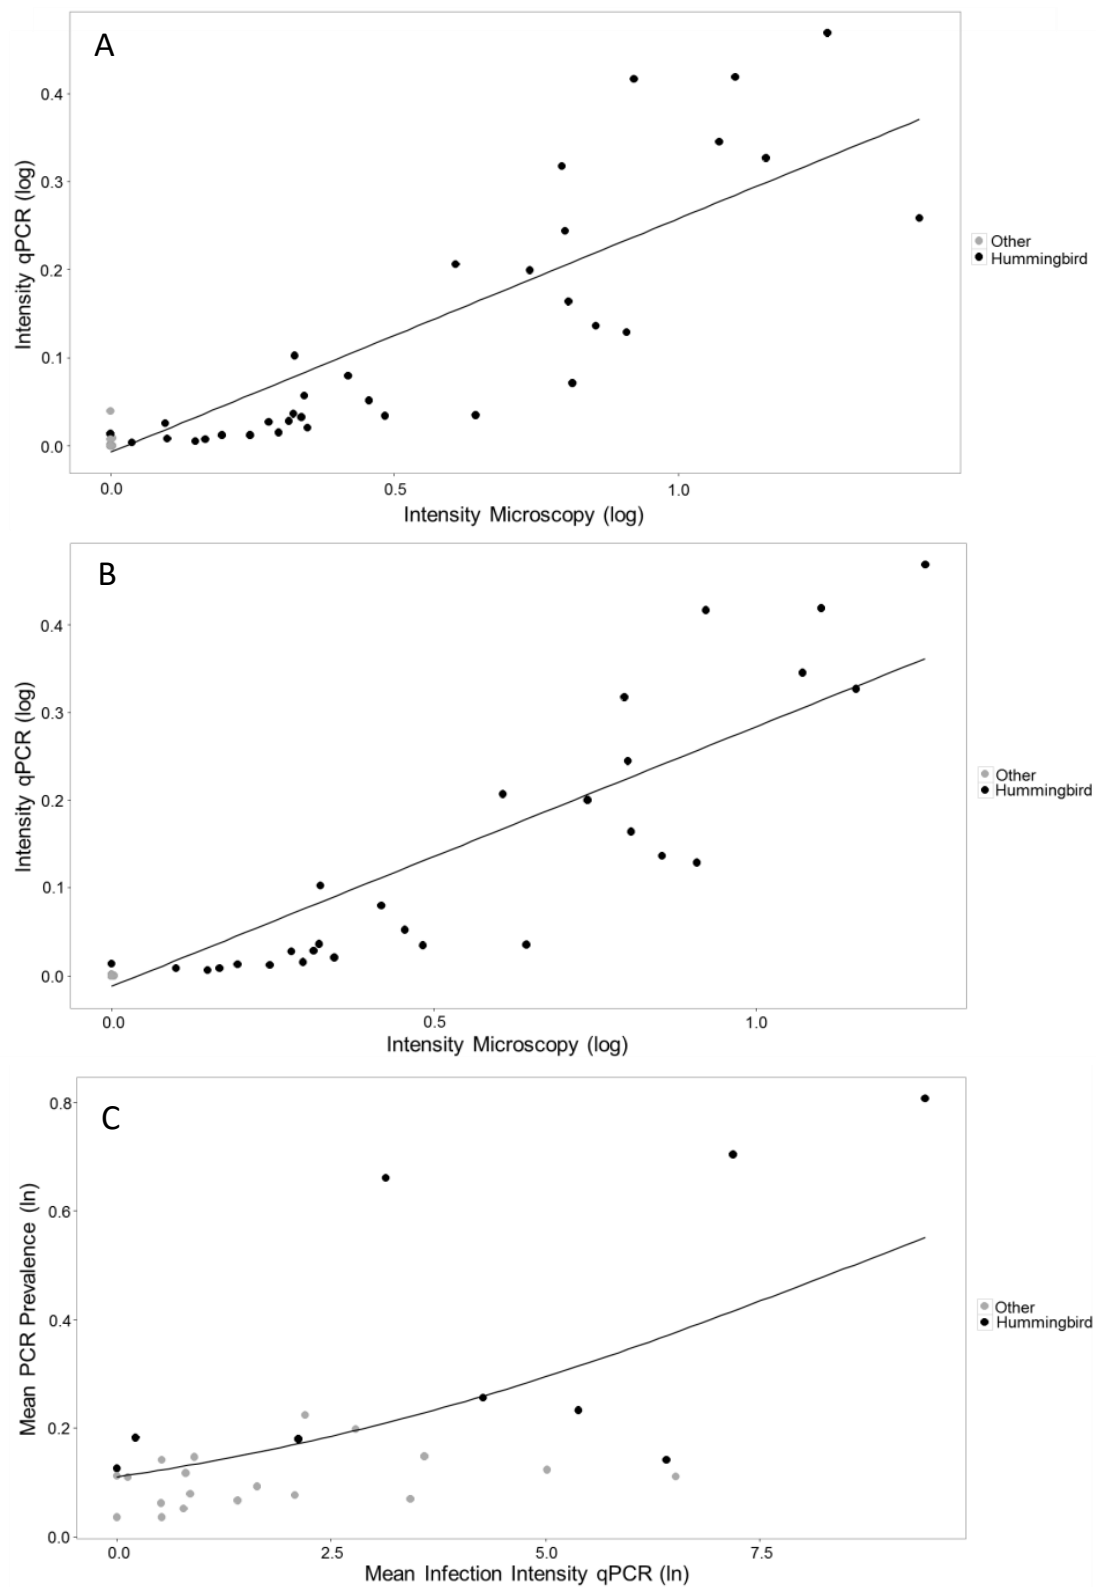 A
0.4
0.3
0.2
0.1
0.0
Intensity qPCR (log)
0.0 0.5 1.0
Intensity Microscopy (log)
Other
Hummingbird
B
0.4
0.3
0.2
0.1
0.0
Intensity qPCR (log)
0.0 0.5 1.0
Intensity Microscopy (log)
Other
Hummingbird
C
0.8
0.6
0.4
0.2
0.0
Mean PCR Prevalence (ln)
0.0 2.5 5.0 7.5
Mean Infection Intensity qPCR (ln)
Other
Hummingbird